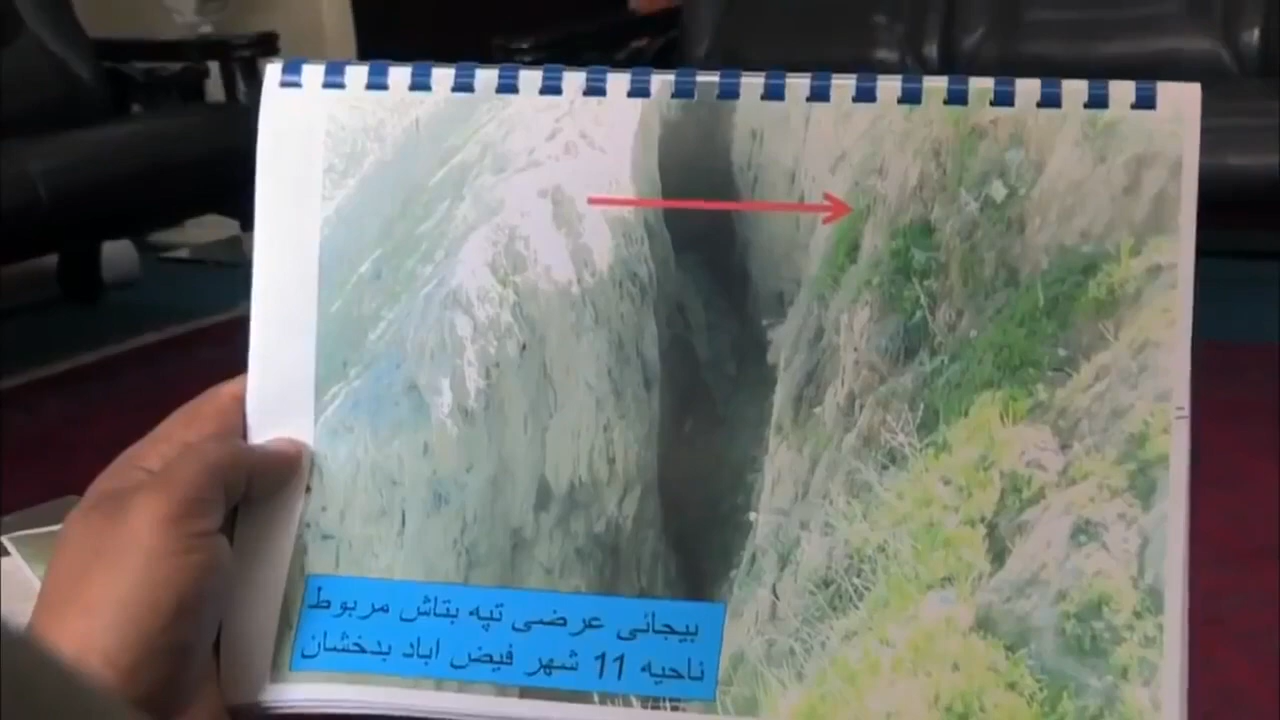 بیجائی عرضی تپه بتاش مربوط
ناحیه 11 شهر فیض اباد بدخشان